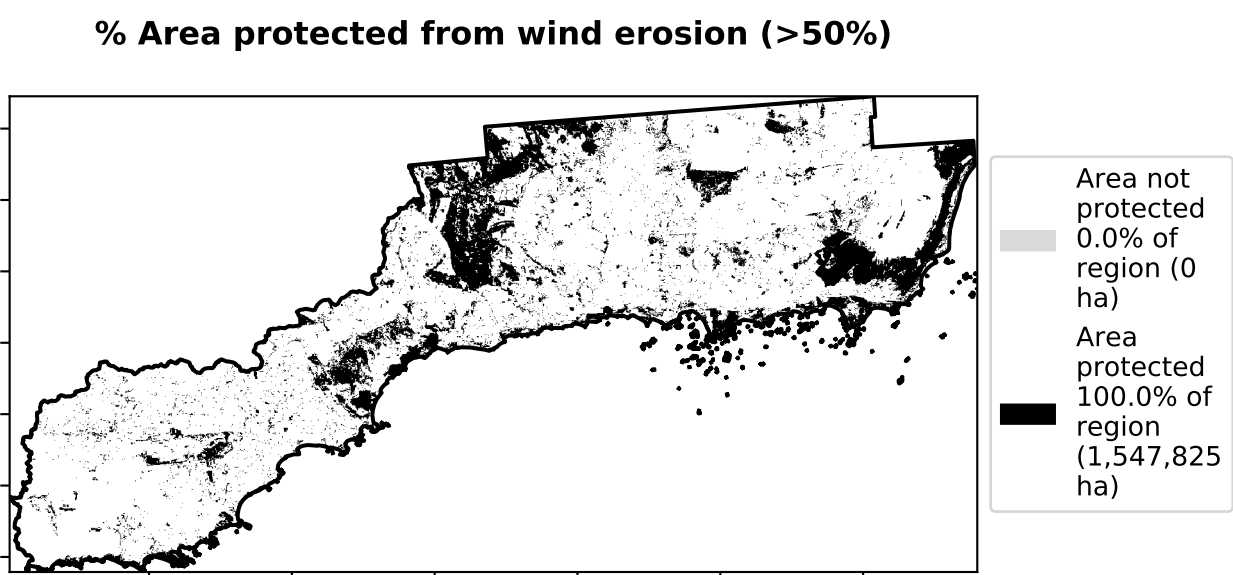 % Area protected from wind erosion (>50%)
Area not
protected
0.0% of
region (0
ha)
Area
protected
100.0% of
region
(1,547,825
ha)